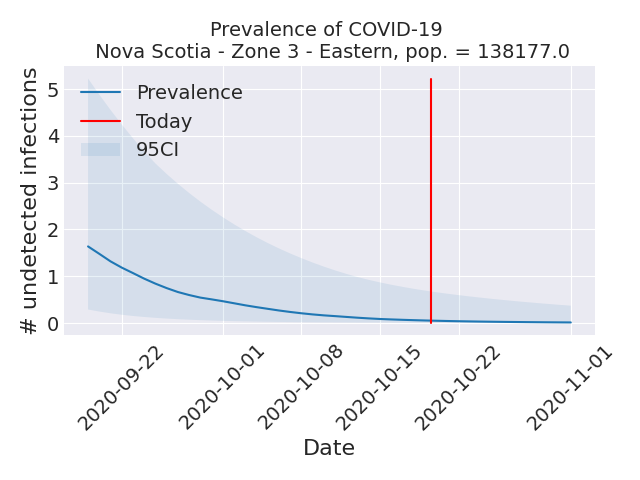 Prevalence of COVID-19
Nova Scotia - Zone 3 - Eastern, pop. = 138177.0
# undetected infections
5
4
3
2
1
0
Prevalence
Today
95CI
2020-09-22
2020-10-01
2020-10-08
2020-10-15
2020-10-22
2020-11-01
Date